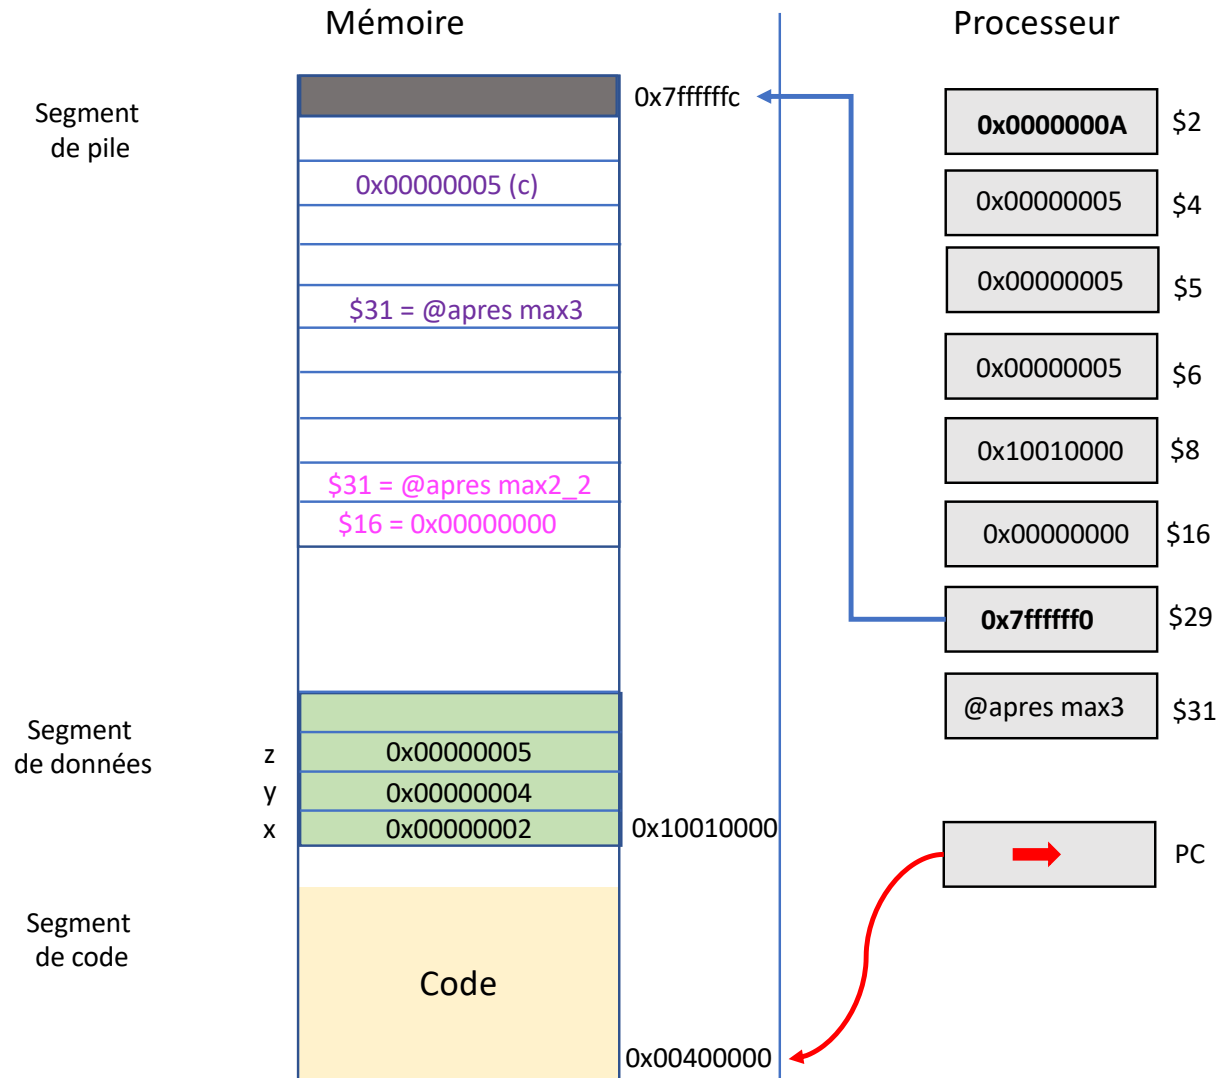 Mémoire
Processeur
Segment
de pile
0x7ffffffc
0x00000005 (c)
$31 = @apres max3
$31 = @apres max2_2
$16 = 0x00000000
0x0000000A $2
0x00000005 $4
0x00000005 $5
0x00000005 $6
0x10010000 $8
0x00000000 $16
0x7ffffff0 $29
@apres max3 $31
Segment
de données
z 0x00000005
y 0x00000004
x 0x00000002 0x10010000
PC
Segment
de code
Code
0x00400000